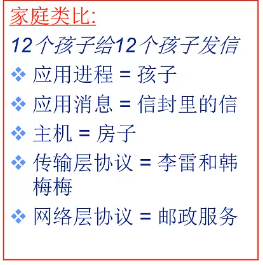 家庭类比:
12个孩子给12个孩子发信
❖ 应用进程 = 孩子
❖ 应用消息 = 信封里的信
❖ 主机 = 房子
❖ 传输层协议 = 李雷和韩
梅梅
❖ 网络层协议 = 邮政服务